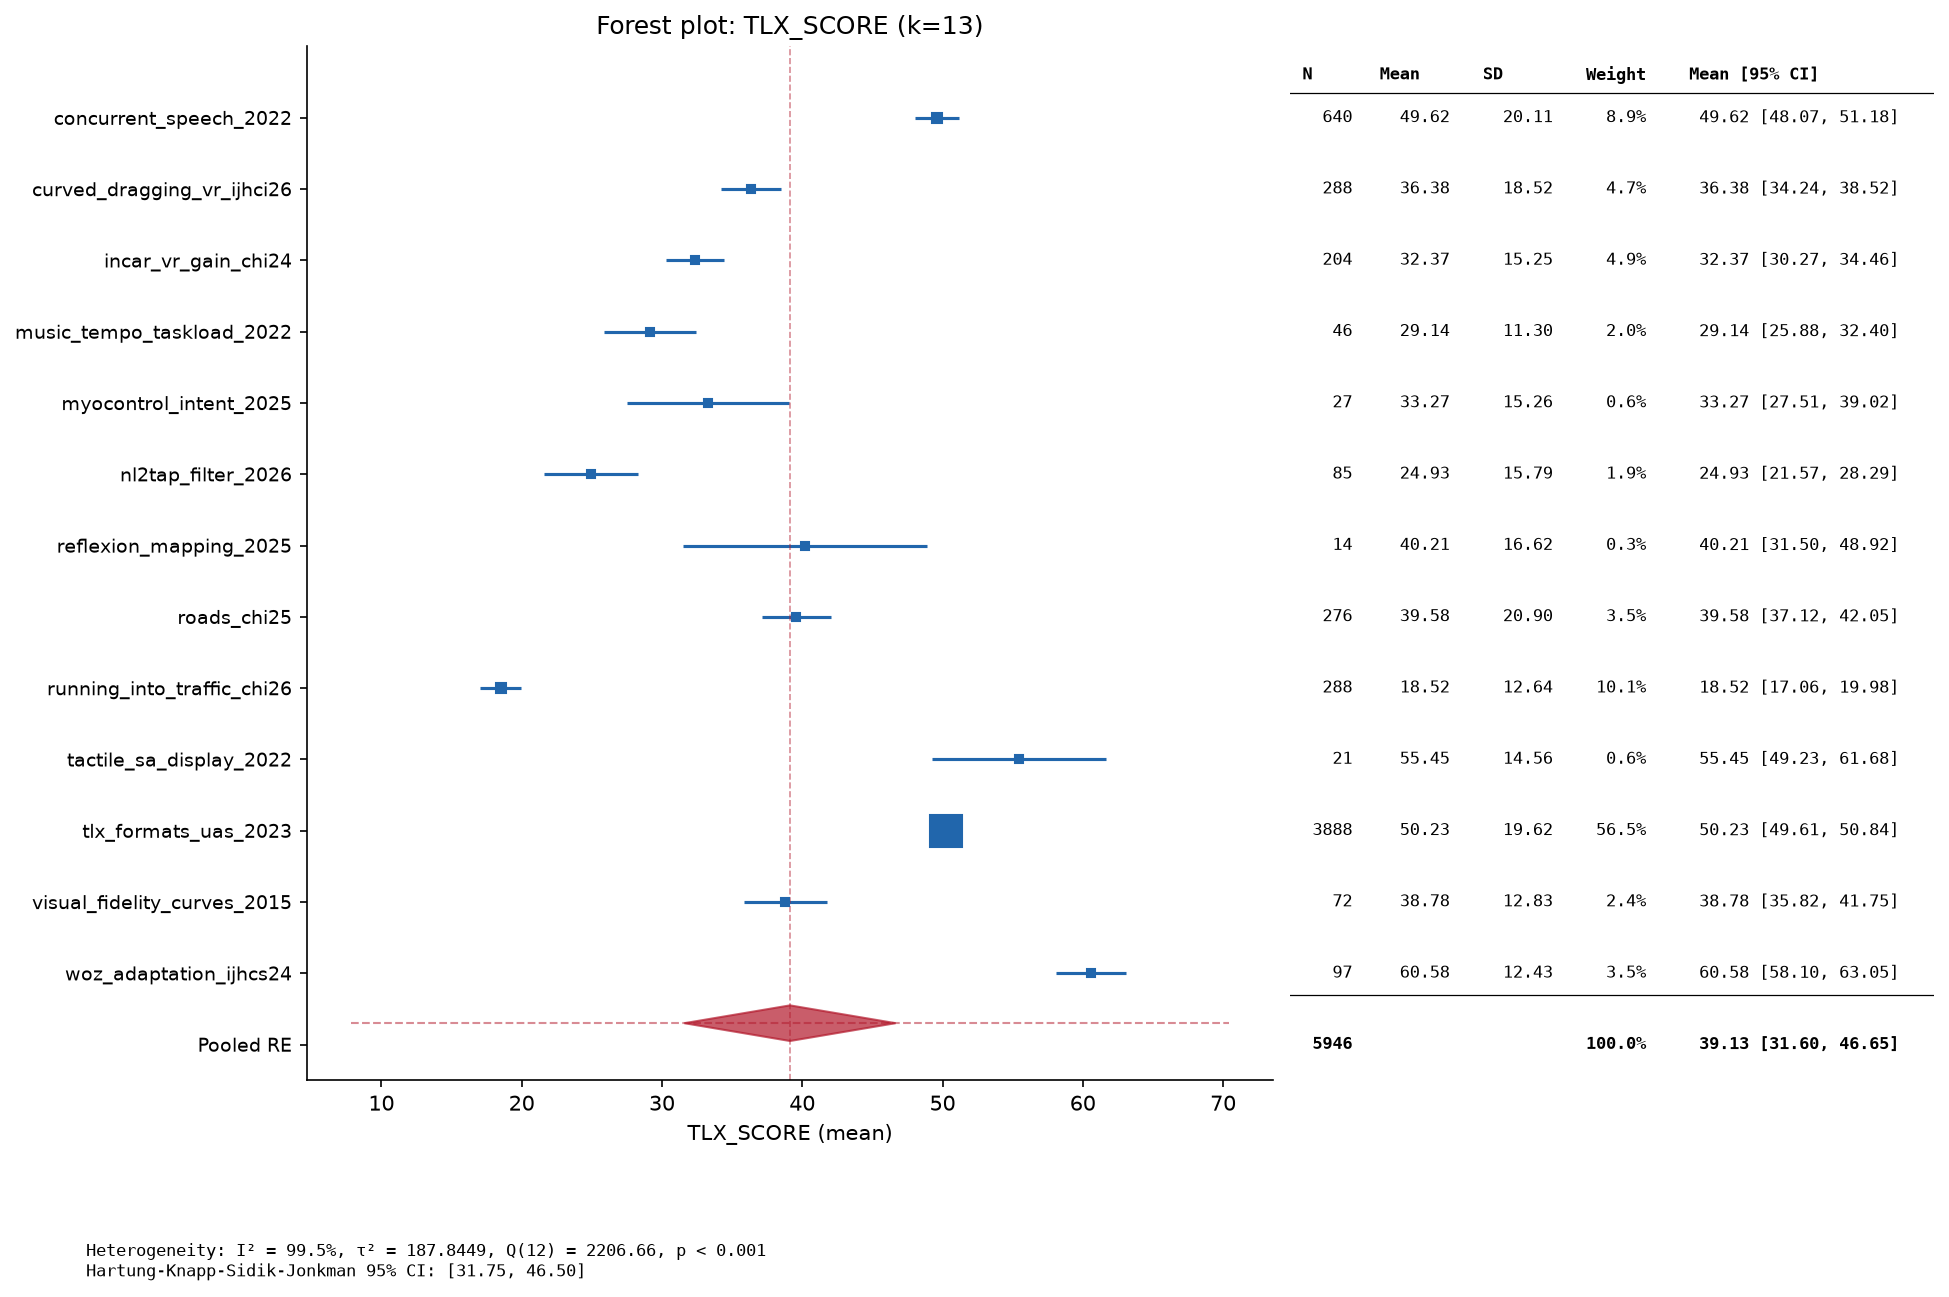 Forest plot: TLX_SCORE (k=13)
N Mean SD Weight Mean [95% CI]
concurrent_speech_2022 640 49.62 20.11 8.9% 49.62 [48.07, 51.18]
curved_dragging_vr_ijhci26 288 36.38 18.52 4.7% 36.38 [34.24, 38.52]
incar_vr_gain_chi24 204 32.37 15.25 4.9% 32.37 [30.27, 34.46]
music_tempo_taskload_2022 46 29.14 11.30 2.0% 29.14 [25.88, 32.40]
myocontrol_intent_2025 27 33.27 15.26 0.6% 33.27 [27.51, 39.02]
nl2tap_filter_2026 85 24.93 15.79 1.9% 24.93 [21.57, 28.29]
reflexion_mapping_2025 14 40.21 16.62 0.3% 40.21 [31.50, 48.92]
roads_chi25 276 39.58 20.90 3.5% 39.58 [37.12, 42.05]
running_into_traffic_chi26 288 18.52 12.64 10.1% 18.52 [17.06, 19.98]
tactile_sa_display_2022 21 55.45 14.56 0.6% 55.45 [49.23, 61.68]
tlx_formats_uas_2023 3888 50.23 19.62 56.5% 50.23 [49.61, 50.84]
visual_fidelity_curves_2015 72 38.78 12.83 2.4% 38.78 [35.82, 41.75]
woz_adaptation_ijhcs24 97 60.58 12.43 3.5% 60.58 [58.10, 63.05]
Pooled RE 5946 100.0% 39.13 [31.60, 46.65]
10 20 30 40 50 60 70
TLX_SCORE (mean)
Heterogeneity: I² = 99.5%, τ² = 187.8449, Q(12) = 2206.66, p < 0.001
Hartung-Knapp-Sidik-Jonkman 95% CI: [31.75, 46.50]